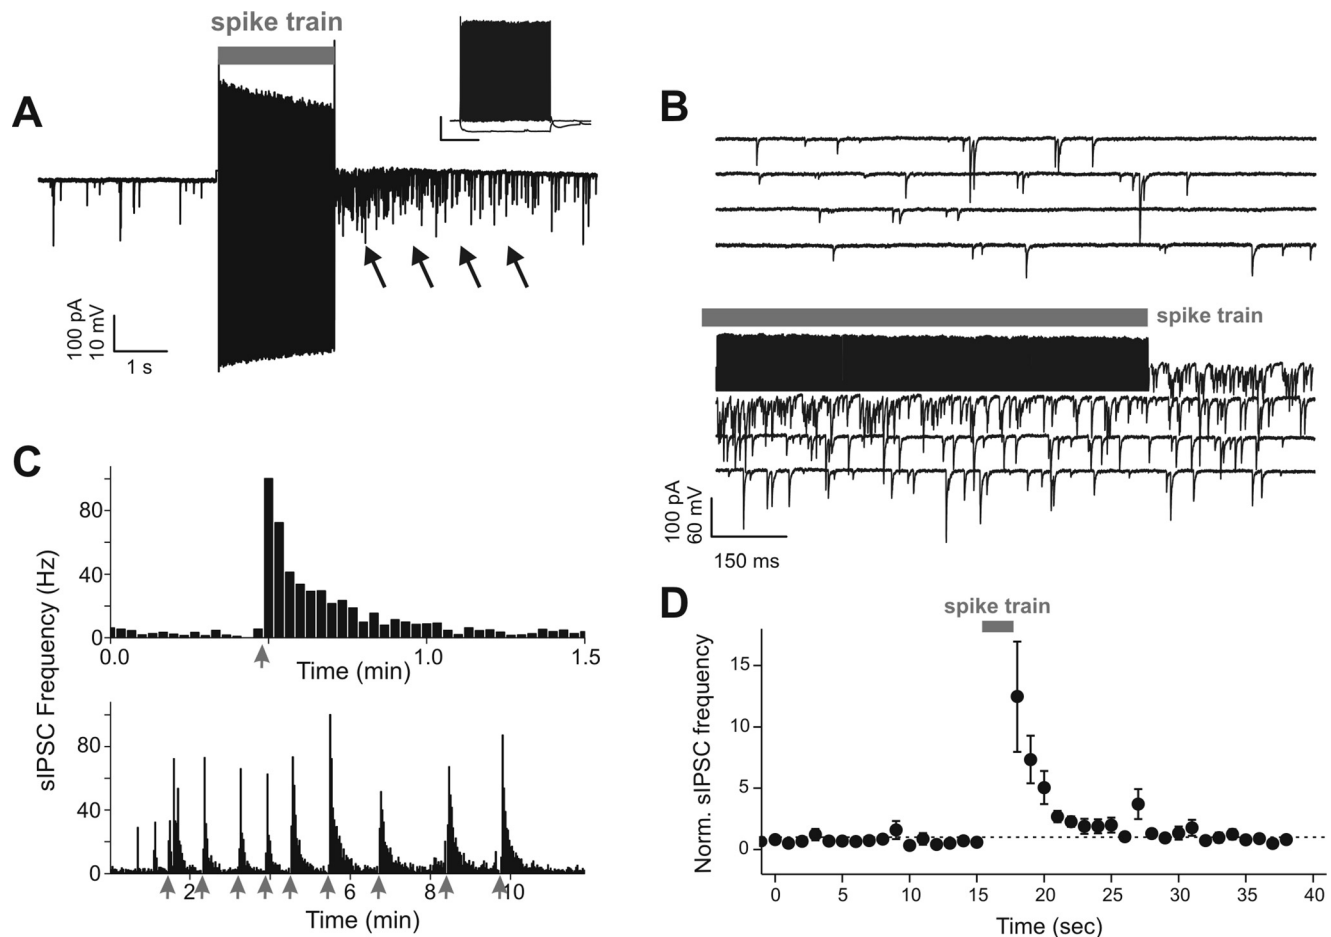 A
spike train
100 pA
10 mV
1 s
B
spike train
100 pA
60 mV
150 ms
C
sIPSC Frequency (Hz)
80
40
0
0.0
1.0
1.5
Time (min)
80
40
0
2
6
8
10
Time (min)
D
spike train
Norm. sIPSC frequency
15
10
5
0
0
5
10
15
20
25
30
35
40
Time (sec)